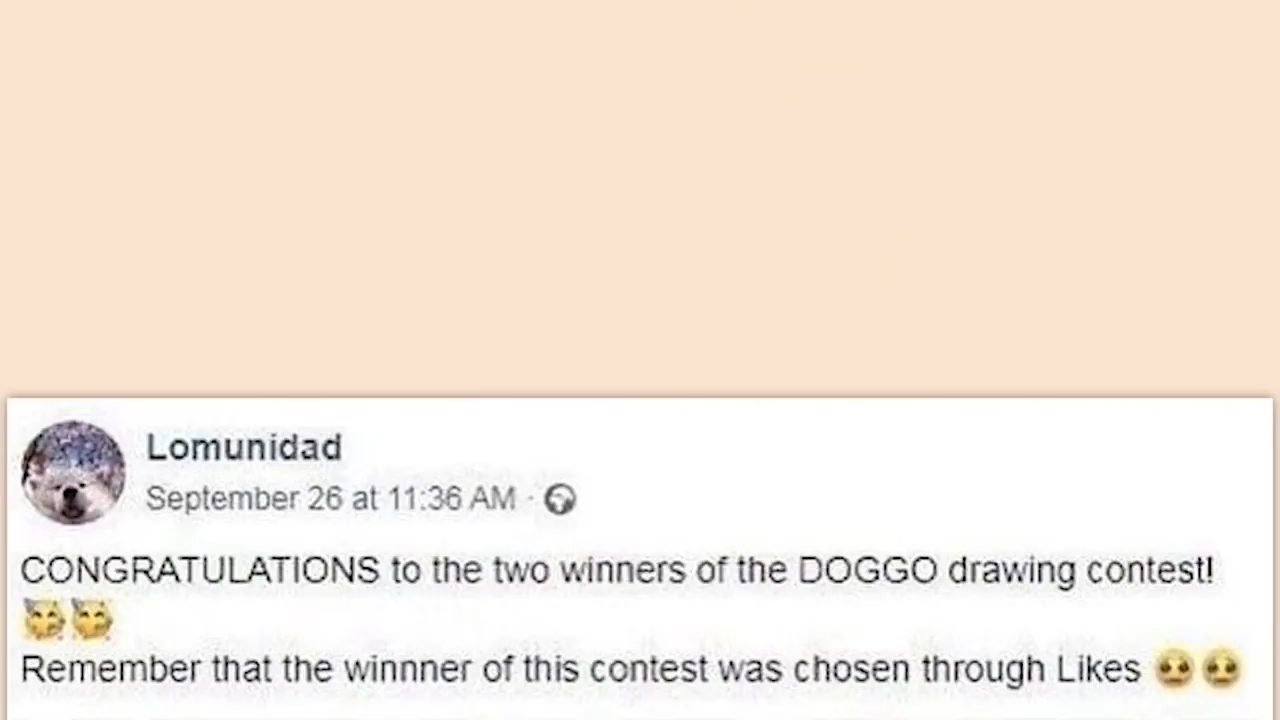 Lomunidad
September 26 at 11:36 AM ·
CONGRATULATIONS to the two winners of the DOGGO drawing contest!
🥳🥳
Remember that the winnner of this contest was chosen through Likes